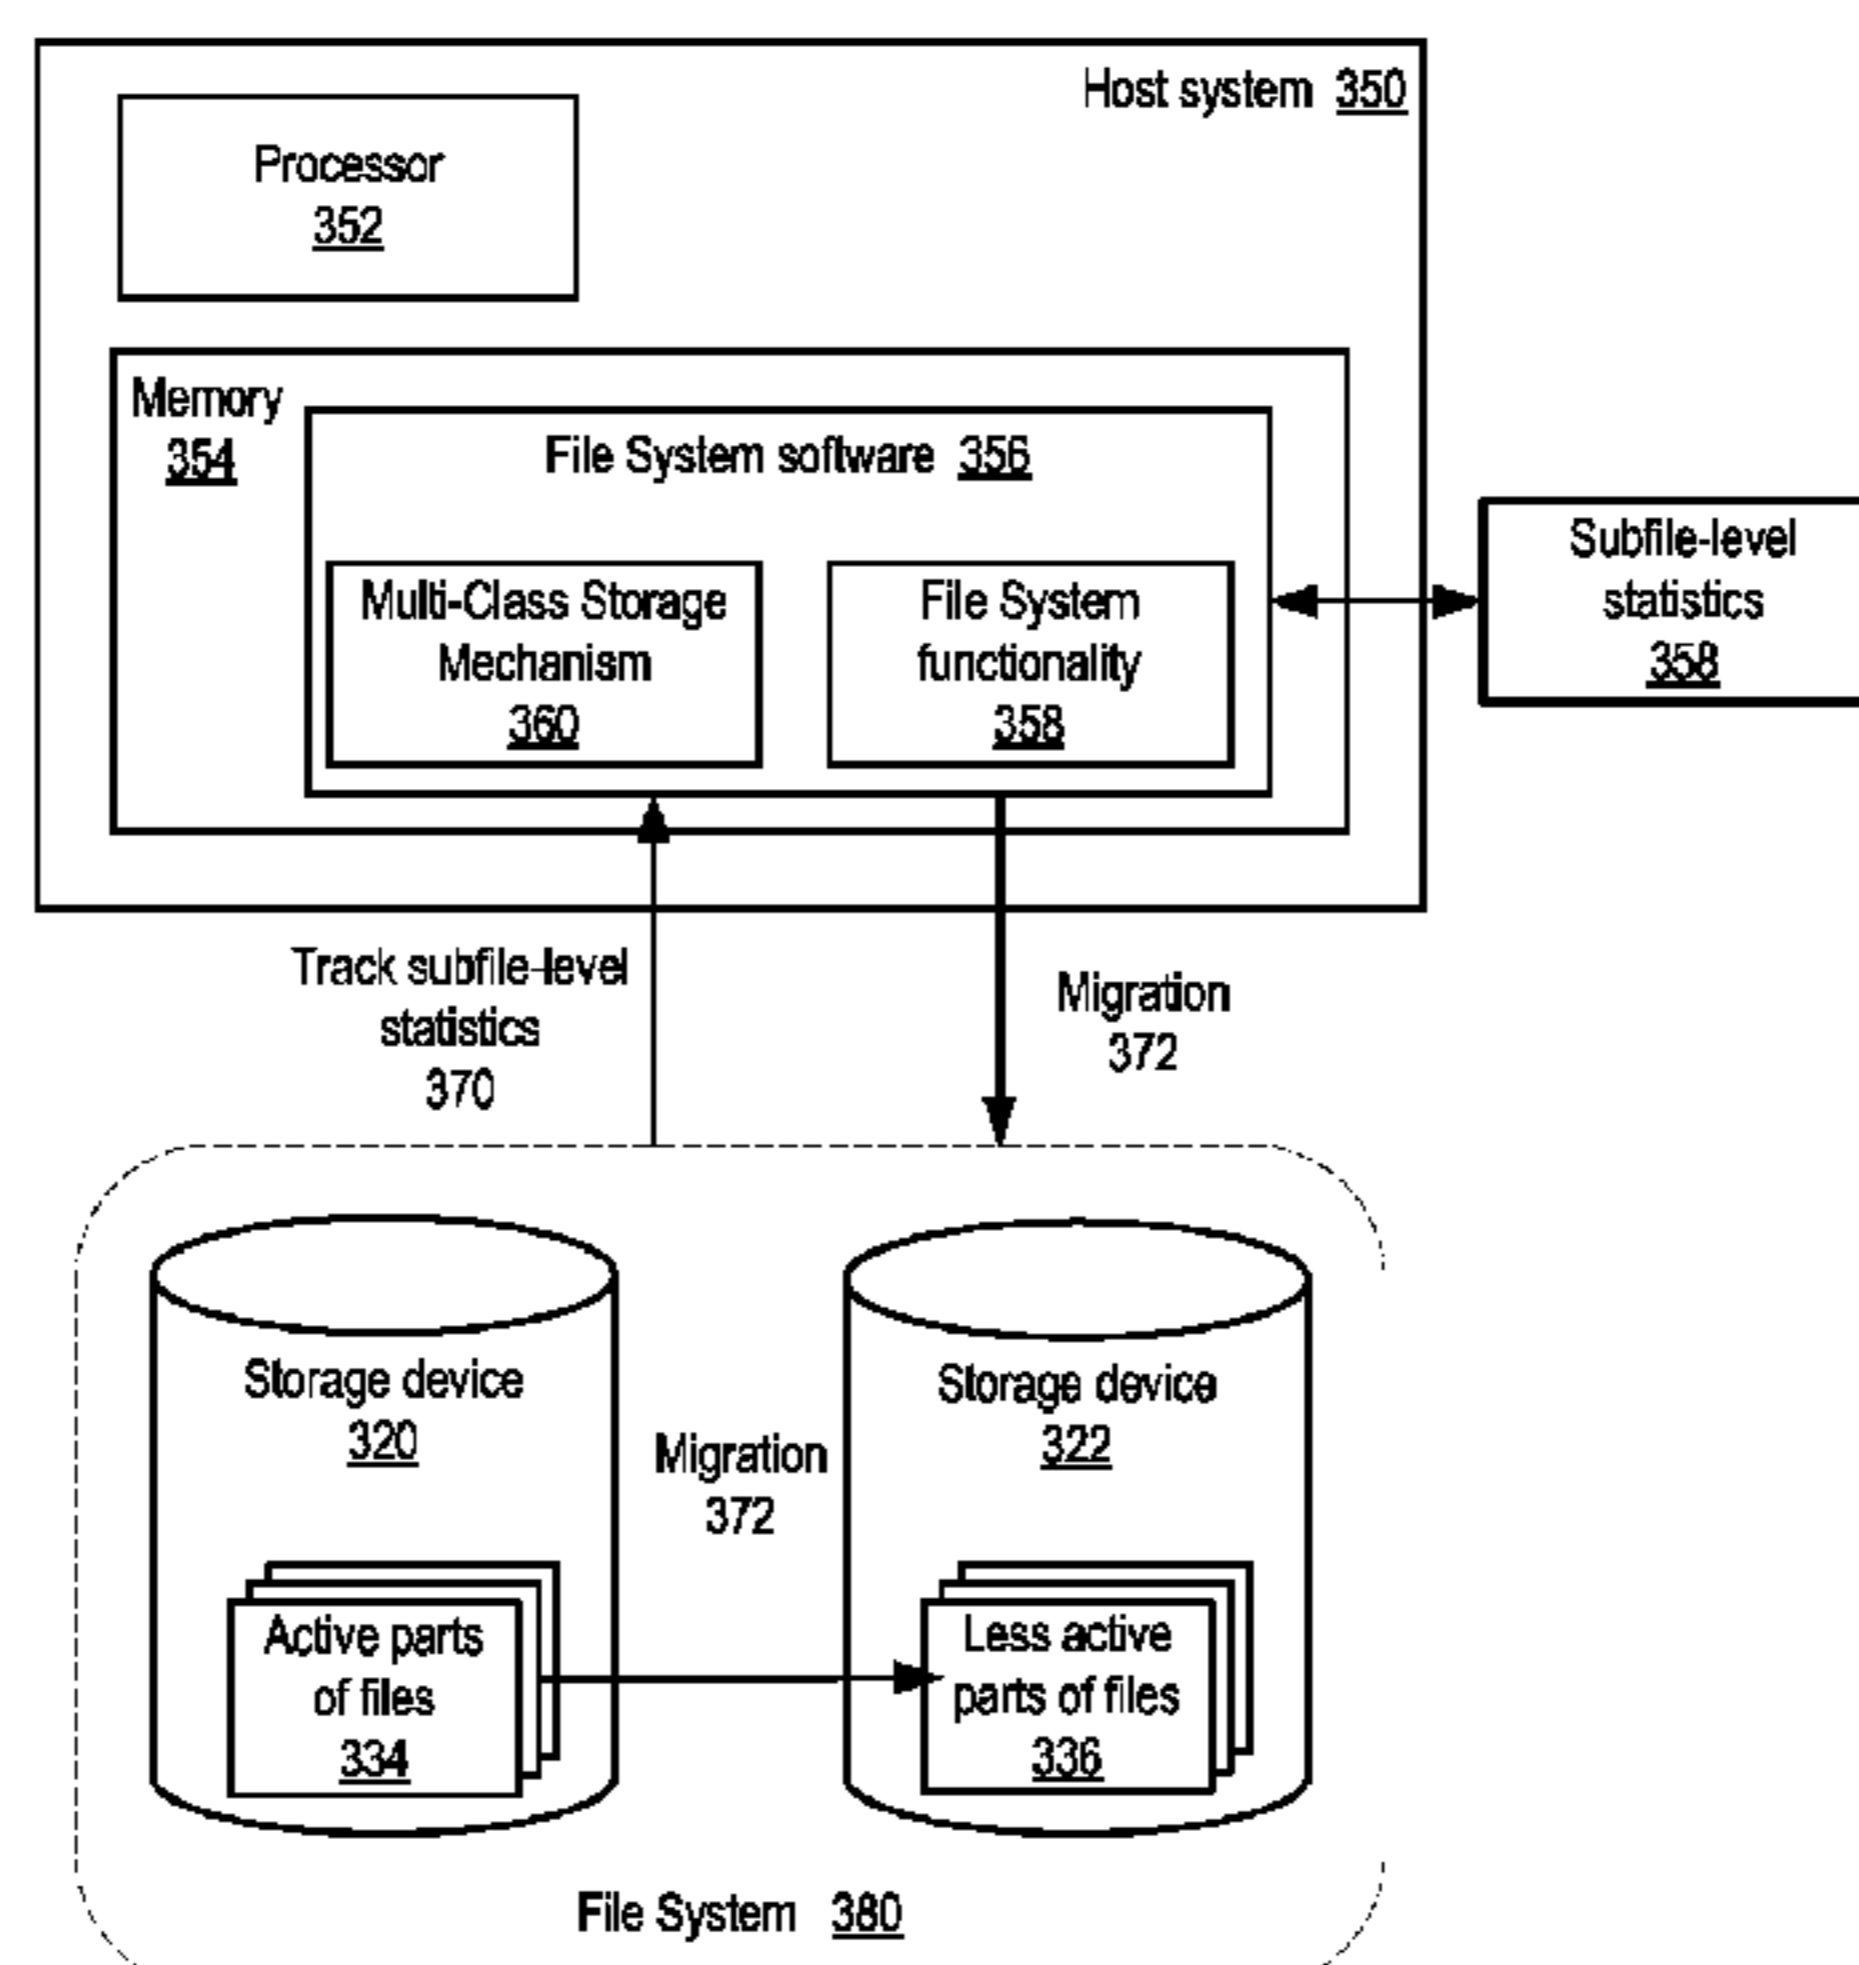 Host system 350
Processor
352
Memory
354
File System software 356
Multi-Class Storage
Mechanism
360
File System
functionality
358
Subfile-level
statistics
358
Track subfile-level
statistics
370
Migration
372
Storage device
320
Migration
372
Storage device
322
Active parts
of files
334
Less active
parts of files
336
File System 380